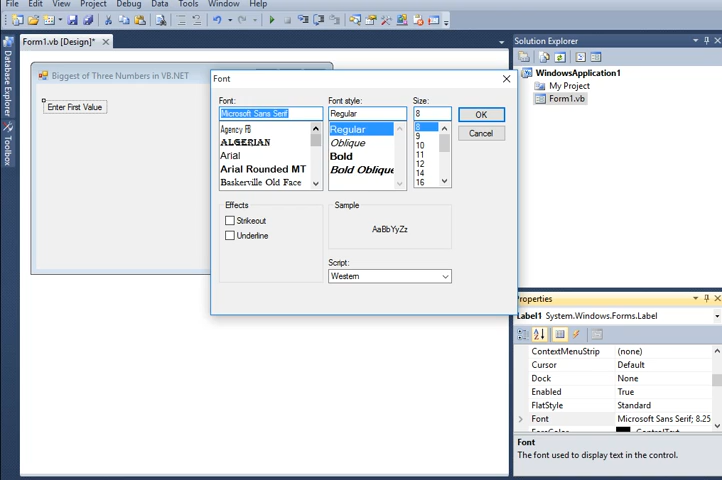 File Edit View Project Build Debug Data Tools Window Help
Form1.vb [Design]*
Solution Explorer
Database Explorer
Toolbox
Biggest of Three Numbers in VB.NET
Enter First Value
WindowsApplication1
My Project
Form1.vb
Font
Font: Font style: Size:
Microsoft Sans Serif Regular 8
OK
Cancel
Agency FB
ALGERIAN
Arial
Arial Rounded MT
Baskerville Old Face
Regular
Oblique
Bold
Bold Oblique
8
9
10
11
12
14
16
Effects
Strikeout
Underline
Sample
AaBbYyZz
Script:
Western
Properties
Label1 System.Windows.Forms.Label
ContextMenuStrip (none)
Cursor Default
Dock None
Enabled True
FlatStyle Standard
Font Microsoft Sans Serif; 8.25
ForeColor ControlText
Font
The font used to display text in the control.